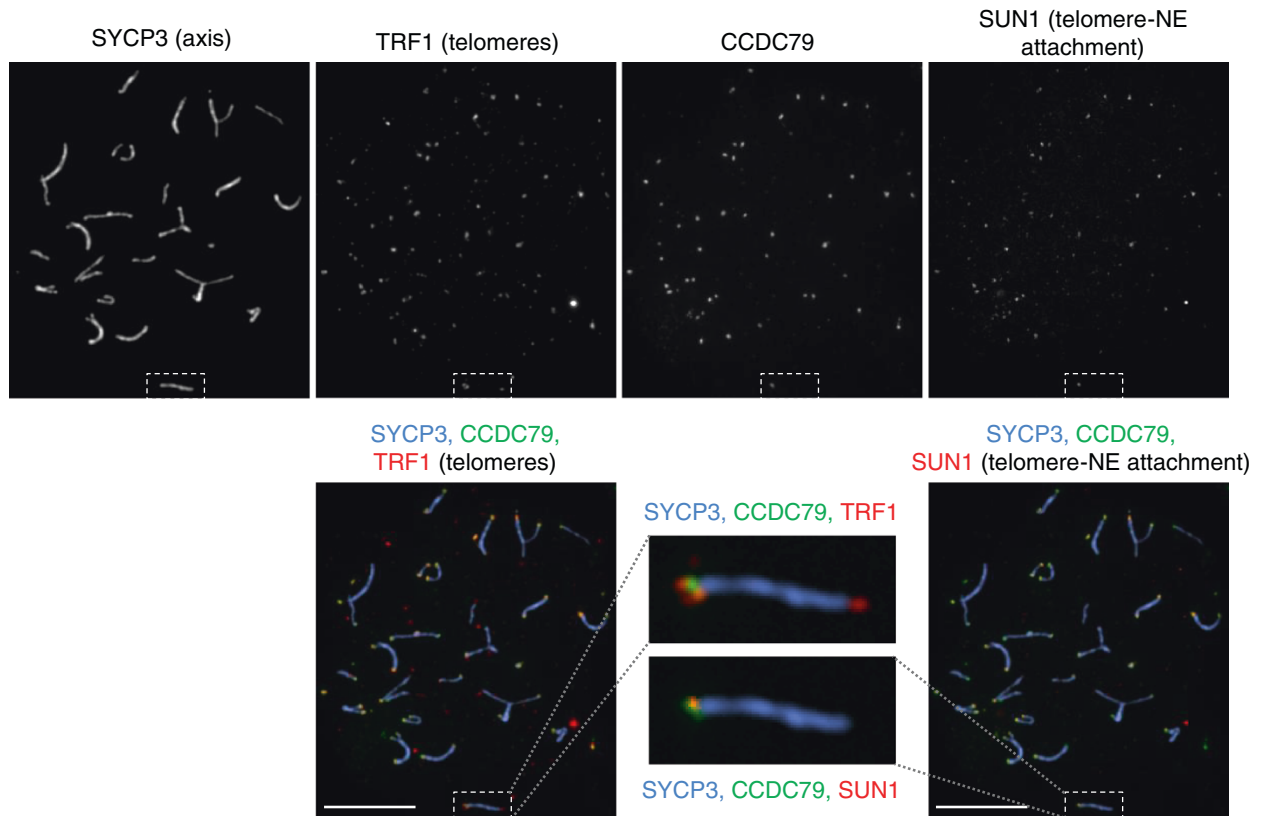 SYCP3 (axis)
TRF1 (telomeres)
CCDC79
SUN1 (telomere-NE
attachment)
SYCP3, CCDC79,
TRF1 (telomeres)
SYCP3, CCDC79, TRF1
SYCP3, CCDC79, SUN1
SYCP3, CCDC79,
SUN1 (telomere-NE attachment)